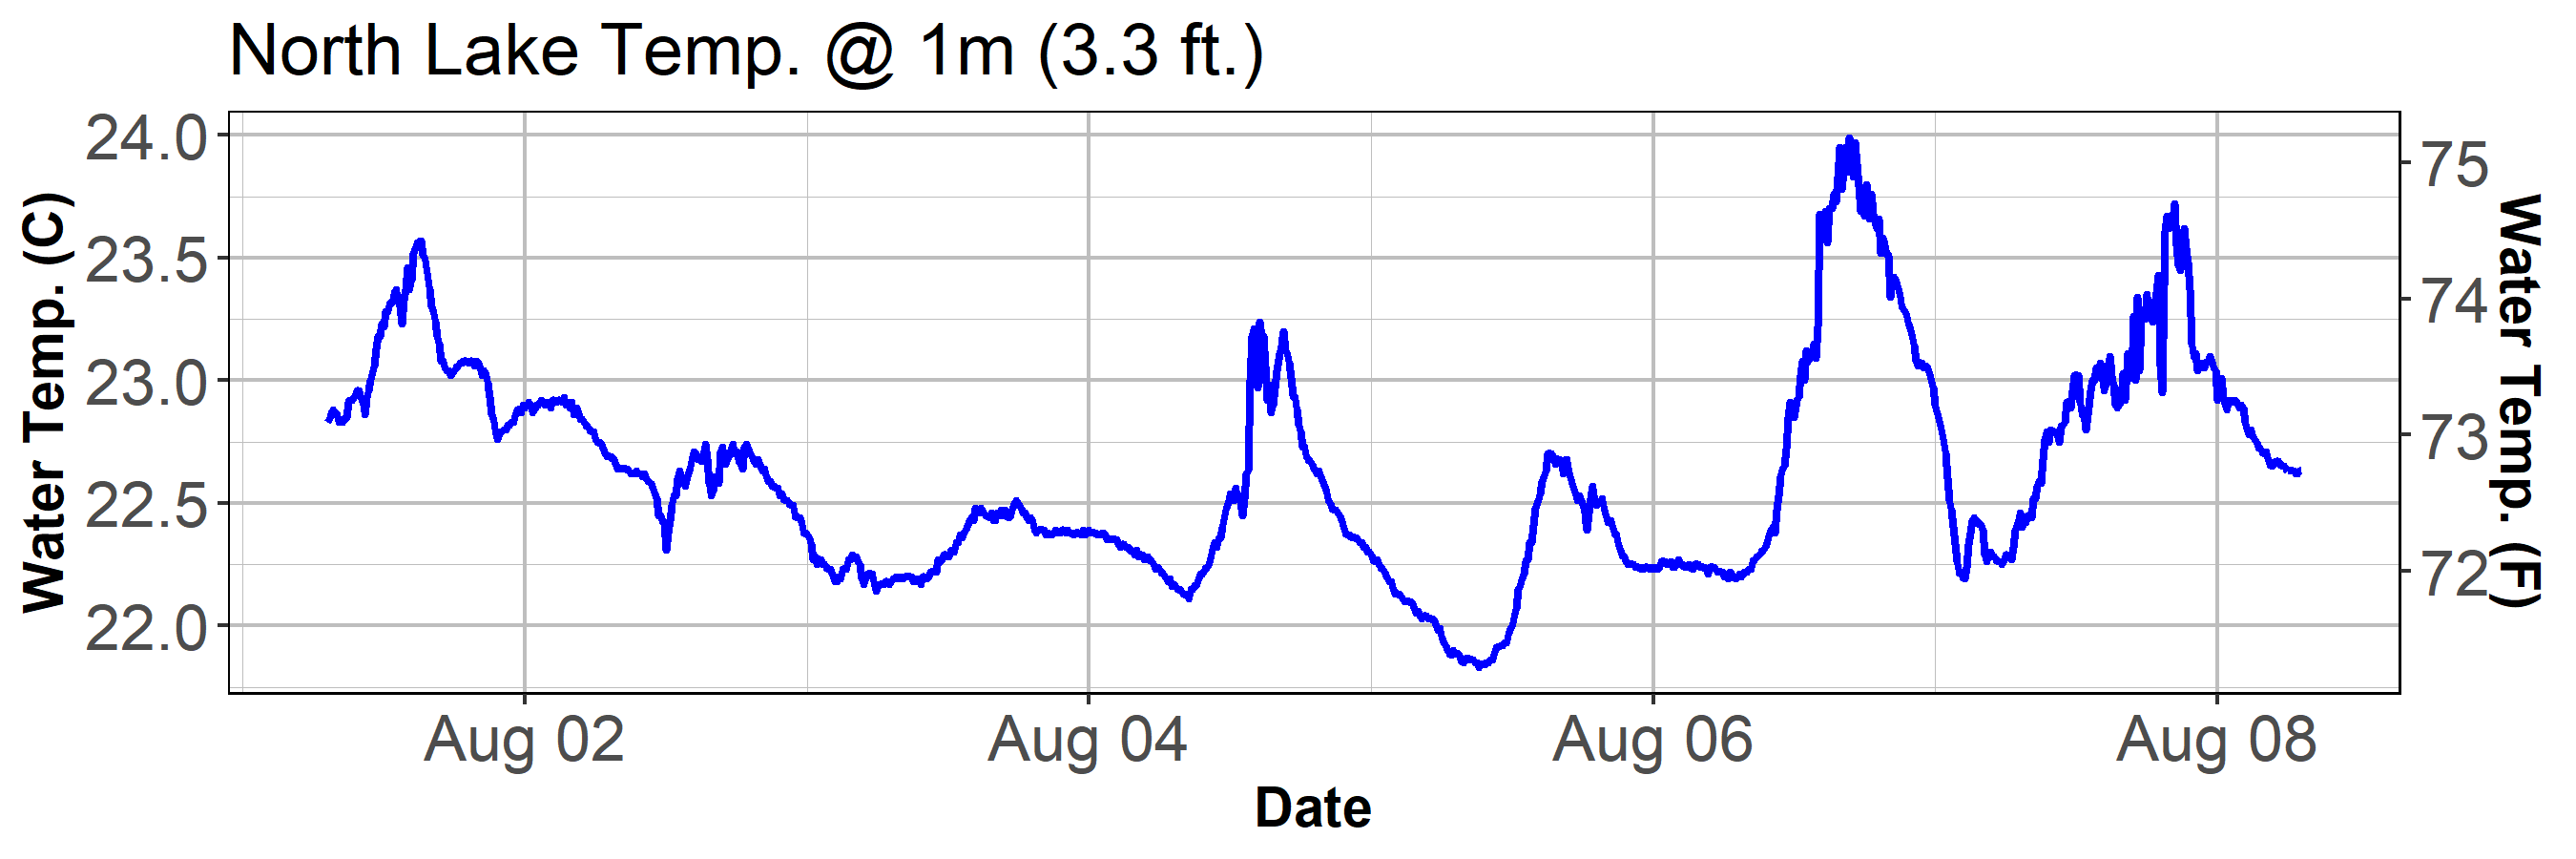 North Lake Temp. @ 1m (3.3 ft.)
Water Temp. (C)
24.0
23.5
23.0
22.5
22.0
75
74
73
72
Water Temp. (F)
Aug 02 Aug 04 Aug 06 Aug 08
Date